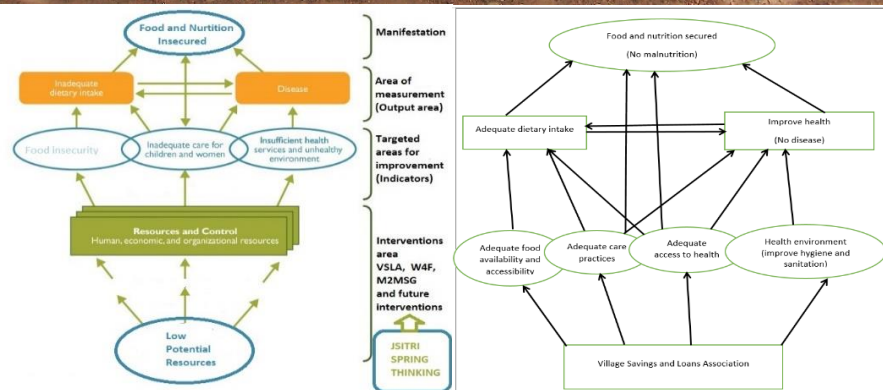 Food and Nurtition
Insecured
Manifestation
Inadequate
dietary intake
Disease
Area of
measurement
(Output area)
Food insecurity
Inadequate care for
children and women
Insufficient health
services and unhealthy
environment
Targeted
areas for
improvement
(Indicators)
Resources and Control
Human, economic, and organizational resources
Interventions
area
VSLA, W4F,
M2MSG
and future
interventions
Low
Potential
Resources
JSITRI
SPRING
THINKING
Food and nutrition secured
(No malnutrition)
Adequate dietary intake
Improve health
(No disease)
Adequate food
availability and
accessibility
Adequate care
practices
Adequate
access to health
Health environment
(improve hygiene and
sanitation)
Village Savings and Loans Association